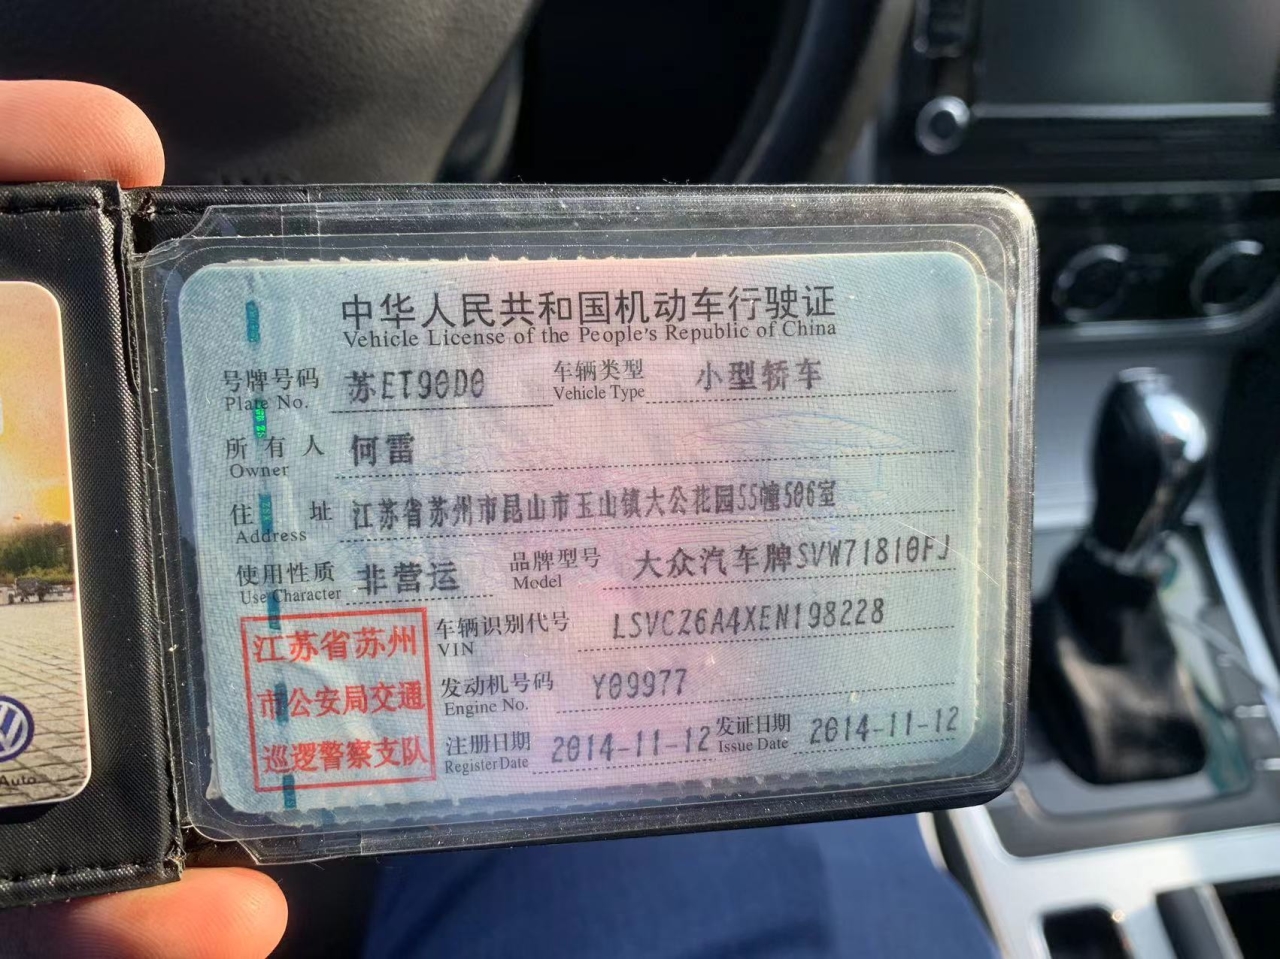 中华人民共和国机动车行驶证
Vehicle License of the People's Republic of China
号牌号码 苏ET90D0 车辆类型 小型轿车
Plate No. Vehicle Type
所有人 何雷
Owner
住址 江苏省苏州市昆山市玉山镇大公花园55幢506室
Address
使用性质 非营运 品牌型号 大众汽车牌SVW71810FJ
Use Character Model
江苏省苏州
市公安局交通
巡逻警察支队
车辆识别代号 LSVCZ6A4XEN198228
VIN
发动机号码 Y09977
Engine No.
注册日期 2014-11-12 发证日期 2014-11-12
Register Date Issue Date
Auto